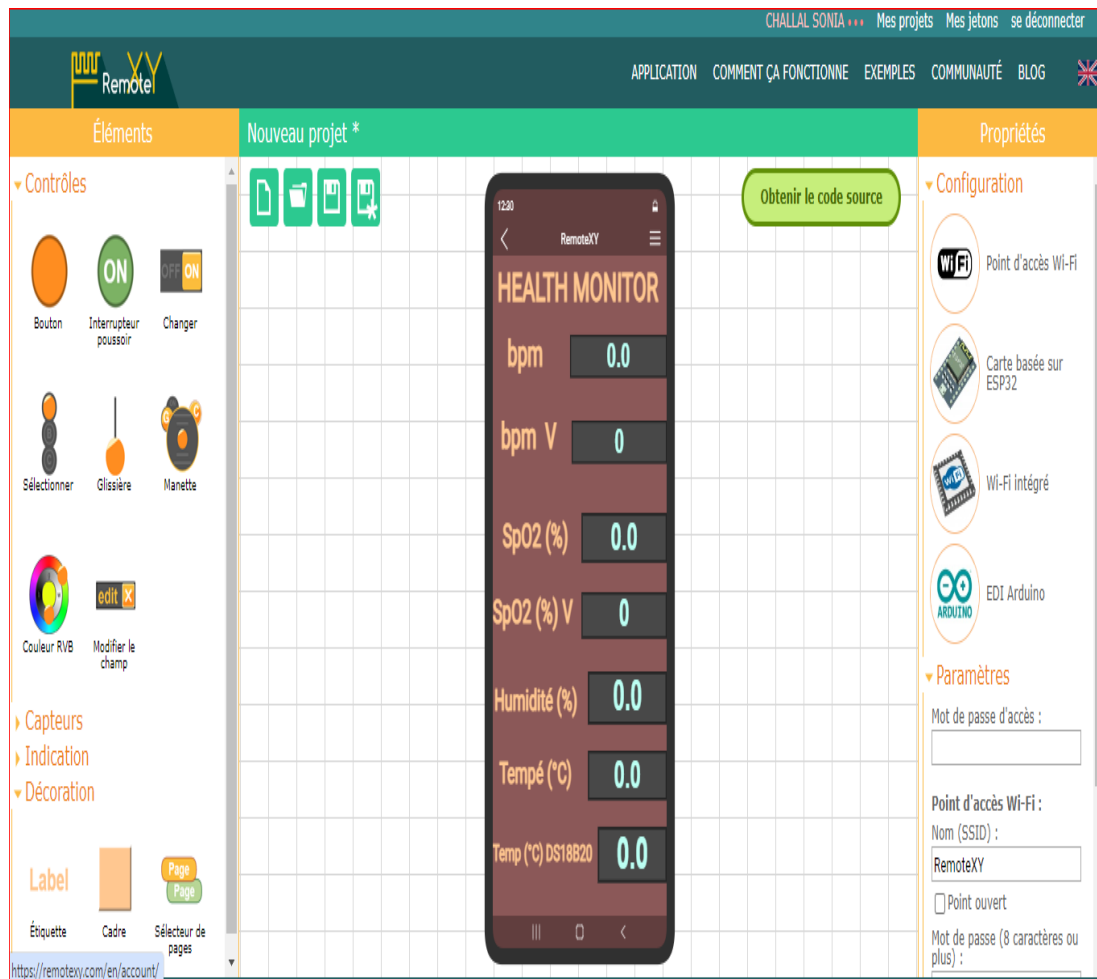 CHALLAL SONIA ••• Mes projets Mes jetons se déconnecter
RemoteXY
APPLICATION COMMENT ÇA FONCTIONNE EXEMPLES COMMUNAUTÉ BLOG
Éléments
Nouveau projet *
Propriétés
Contrôles
Bouton
ON
Interrupteur
poussoir
OFF ON
Changer
Sélectionner
Glissière
G C
Manette
Couleur RVB
edit X
Modifier le
champ
Capteurs
Indication
Décoration
Label
Étiquette
Cadre
Page
Page
Sélecteur de
pages
https://remotexy.com/en/account/
Obtenir le code source
12:30
RemoteXY
HEALTH MONITOR
bpm 0.0
bpm V 0
SpO2 (%) 0.0
SpO2 (%) V 0
Humidité (%) 0.0
Tempé (°C) 0.0
Temp (°C) DS18B20 0.0
Configuration
Wi Fi
Point d'accès Wi-Fi
Carte basée sur
ESP32
WiFi
Wi-Fi intégré
ARDUINO
EDI Arduino
Paramètres
Mot de passe d'accès :
Point d'accès Wi-Fi :
Nom (SSID) :
RemoteXY
Point ouvert
Mot de passe (8 caractères ou
plus) :